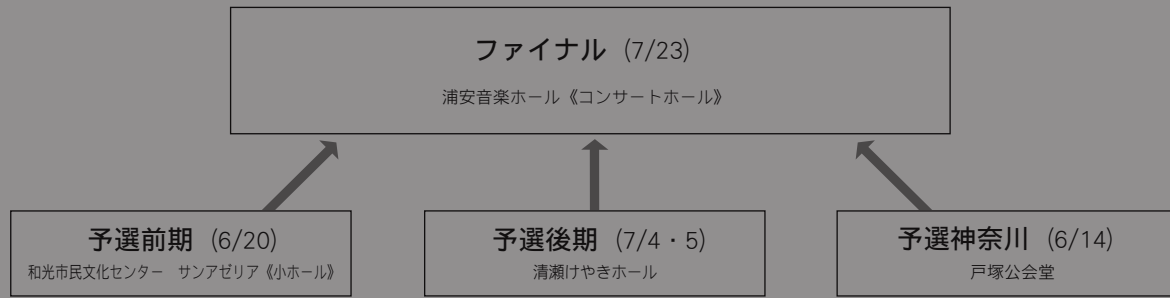 ファイナル (7/23)
浦安音楽ホール《コンサートホール》
予選前期 (6/20)
和光市民文化センター　サンアゼリア《小ホール》
予選後期 (7/4・5)
清瀬けやきホール
予選神奈川 (6/14)
戸塚公会堂